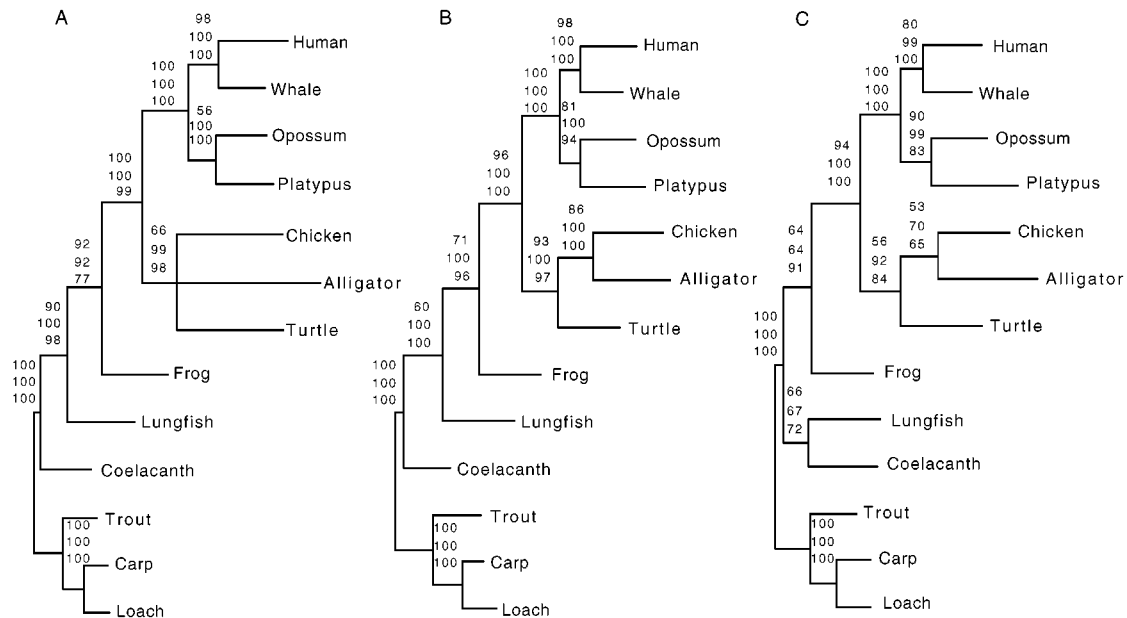 A
98
100
100
Human
100
100
100
Whale
56
100
100
Opossum
Platypus
100
100
99
66
99
98
Chicken
Alligator
Turtle
92
92
77
90
100
98
Frog
100
100
100
Lungfish
Coelacanth
Trout
100
100
100
Carp
Loach
B
98
100
100
Human
100
100
100
Whale
81
100
94
Opossum
Platypus
96
100
100
86
100
100
Chicken
93
100
97
Alligator
Turtle
71
100
96
60
100
100
Frog
100
100
100
Lungfish
Coelacanth
Trout
100
100
100
Carp
Loach
C
80
99
100
Human
100
100
100
Whale
90
99
83
Opossum
Platypus
94
100
100
53
70
65
Chicken
56
92
84
Alligator
Turtle
64
64
91
100
100
100
Frog
66
67
72
Lungfish
Coelacanth
Trout
100
100
100
Carp
Loach